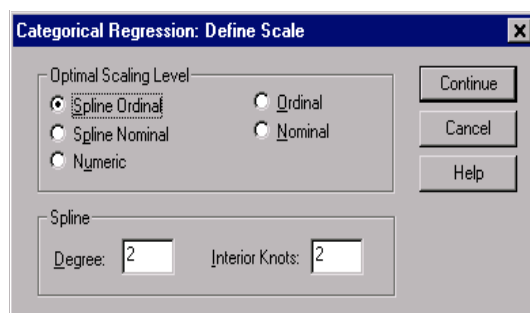 Categorical Regression: Define Scale
Optimal Scaling Level
Spline Ordinal
Ordinal
Spline Nominal
Nominal
Numeric
Continue
Cancel
Help
Spline
Degree: 2 Interior Knots: 2